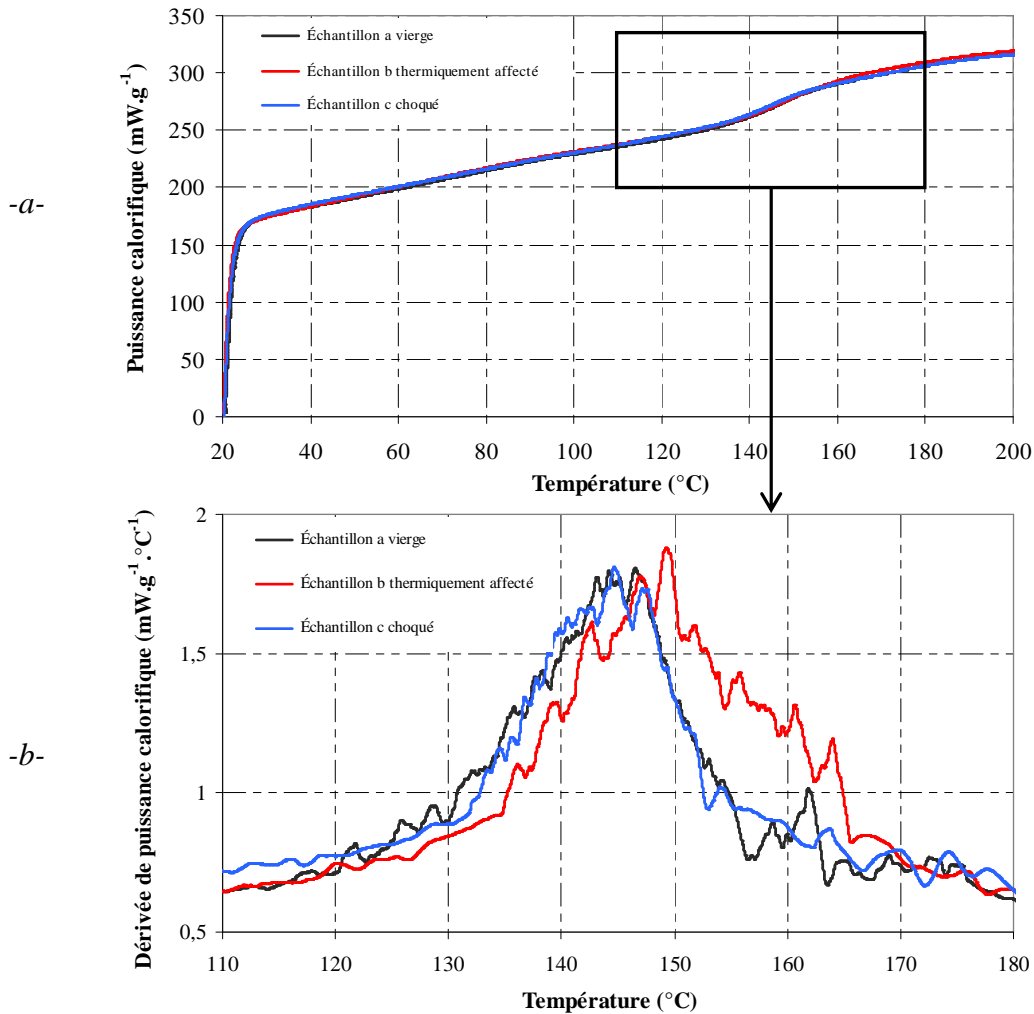 -a-
Puissance calorifique (mW.g-1)
350
300
250
200
150
100
50
0
Échantillon a vierge
Échantillon b thermiquement affecté
Échantillon c choqué
20 40 60 80 100 120 140 160 180 200
Température (°C)
-b-
Dérivée de puissance calorifique (mW.g-1.°C-1)
2
1,5
1
0,5
Échantillon a vierge
Échantillon b thermiquement affecté
Échantillon c choqué
110 120 130 140 150 160 170 180
Température (°C)